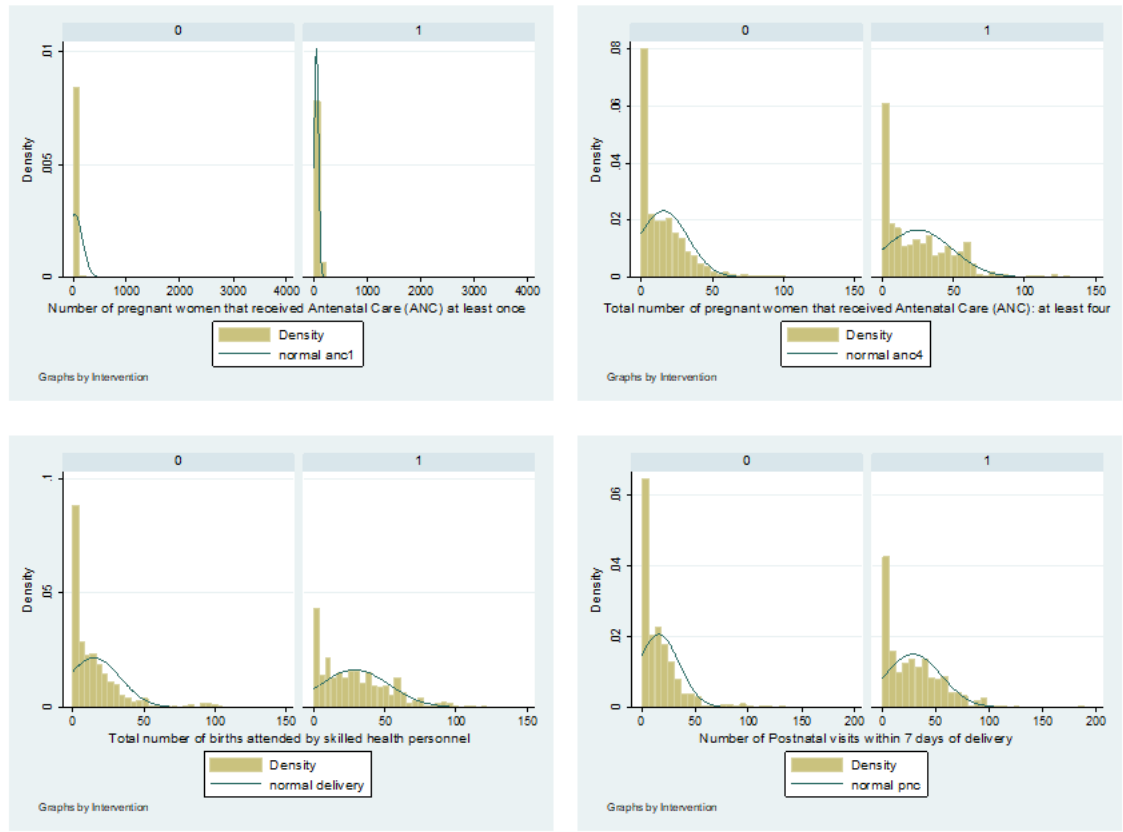 0 1
Density
0 .005 .01
0 1000 2000 3000 4000 0 1000 2000 3000 4000
Number of pregnant women that received Antenatal Care (ANC) at least once
Density
normal anc1
Graphs by Intervention
0 1
Density
0 .02 .04 .06 .08
0 50 100 150 0 50 100 150
Total number of pregnant women that received Antenatal Care (ANC): at least four
Density
normal anc4
Graphs by Intervention
0 1
Density
0 .05 .1
0 50 100 150 0 50 100 150
Total number of births attended by skilled health personnel
Density
normal delivery
Graphs by Intervention
0 1
Density
0 .02 .04 .06
0 50 100 150 200 0 50 100 150 200
Number of Postnatal visits within 7 days of delivery
Density
normal pnc
Graphs by Intervention